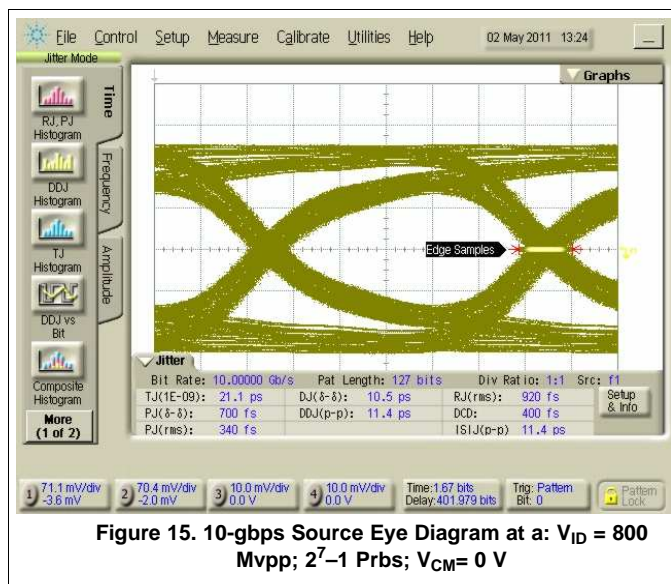 File Control Setup Measure Calibrate Utilities Help 02 May 2011 13:24
Jitter Mode
Graphs
RJ, PJ
Histogram
DDJ
Histogram
TJ
Histogram
DDJ vs
Bit
Composite
Histogram
More
(1 of 2)
Time
Frequency
Amplitude
Edge Samples
Jitter
Bit Rate: 10.00000 Gb/s Pat Length: 127 bits Div Ratio: 1:1 Src: f1
TJ(1E-09): 21.1 ps DJ(δ-δ): 10.5 ps RJ(rms): 920 fs
PJ(δ-δ): 700 fs DDJ(p-p): 11.4 ps DCD: 400 fs
PJ(rms): 340 fs ISIJ(p-p) 11.4 ps
Setup
& Info
1 71.1 mV/div
-3.6 mV
2 70.4 mV/div
-2.0 mV
3 10.0 mV/div
0.0 V
4 10.0 mV/div
0.0 V
Time:1.67 bits
Delay:401.979 bits
Trig: Pattern
Bit: 0
Pattern
Lock
Figure 15. 10-gbps Source Eye Diagram at a: V_ID = 800
Mvpp; 2⁷–1 Prbs; V_CM= 0 V